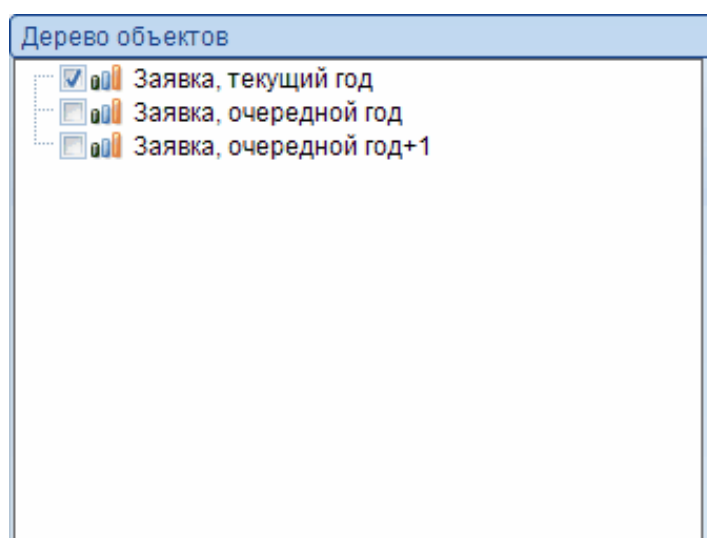 Дерево объектов
Заявка, текущий год
Заявка, очередной год
Заявка, очередной год+1